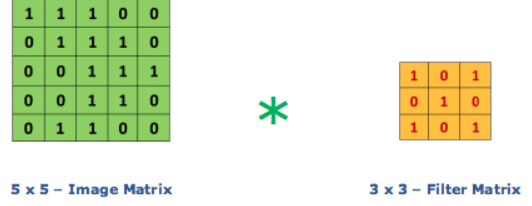 1 1 1 0 0
0 1 1 1 0
0 0 1 1 1
0 0 1 1 0
0 1 1 0 0
*
1 0 1
0 1 0
1 0 1
5 x 5 – Image Matrix
3 x 3 – Filter Matrix